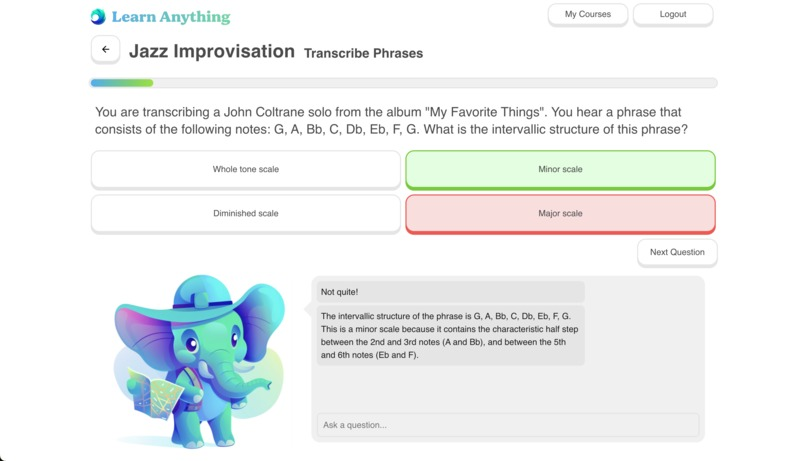 Learn Anything
My Courses
Logout
Jazz Improvisation Transcribe Phrases
You are transcribing a John Coltrane solo from the album "My Favorite Things". You hear a phrase that
consists of the following notes: G, A, Bb, C, Db, Eb, F, G. What is the intervallic structure of this phrase?
Whole tone scale
Minor scale
Diminished scale
Major scale
Next Question
Not quite!
The intervallic structure of the phrase is G, A, Bb, C, Db, Eb, F, G.
This is a minor scale because it contains the characteristic half step
between the 2nd and 3rd notes (A and Bb), and between the 5th
and 6th notes (Eb and F).
Ask a question...